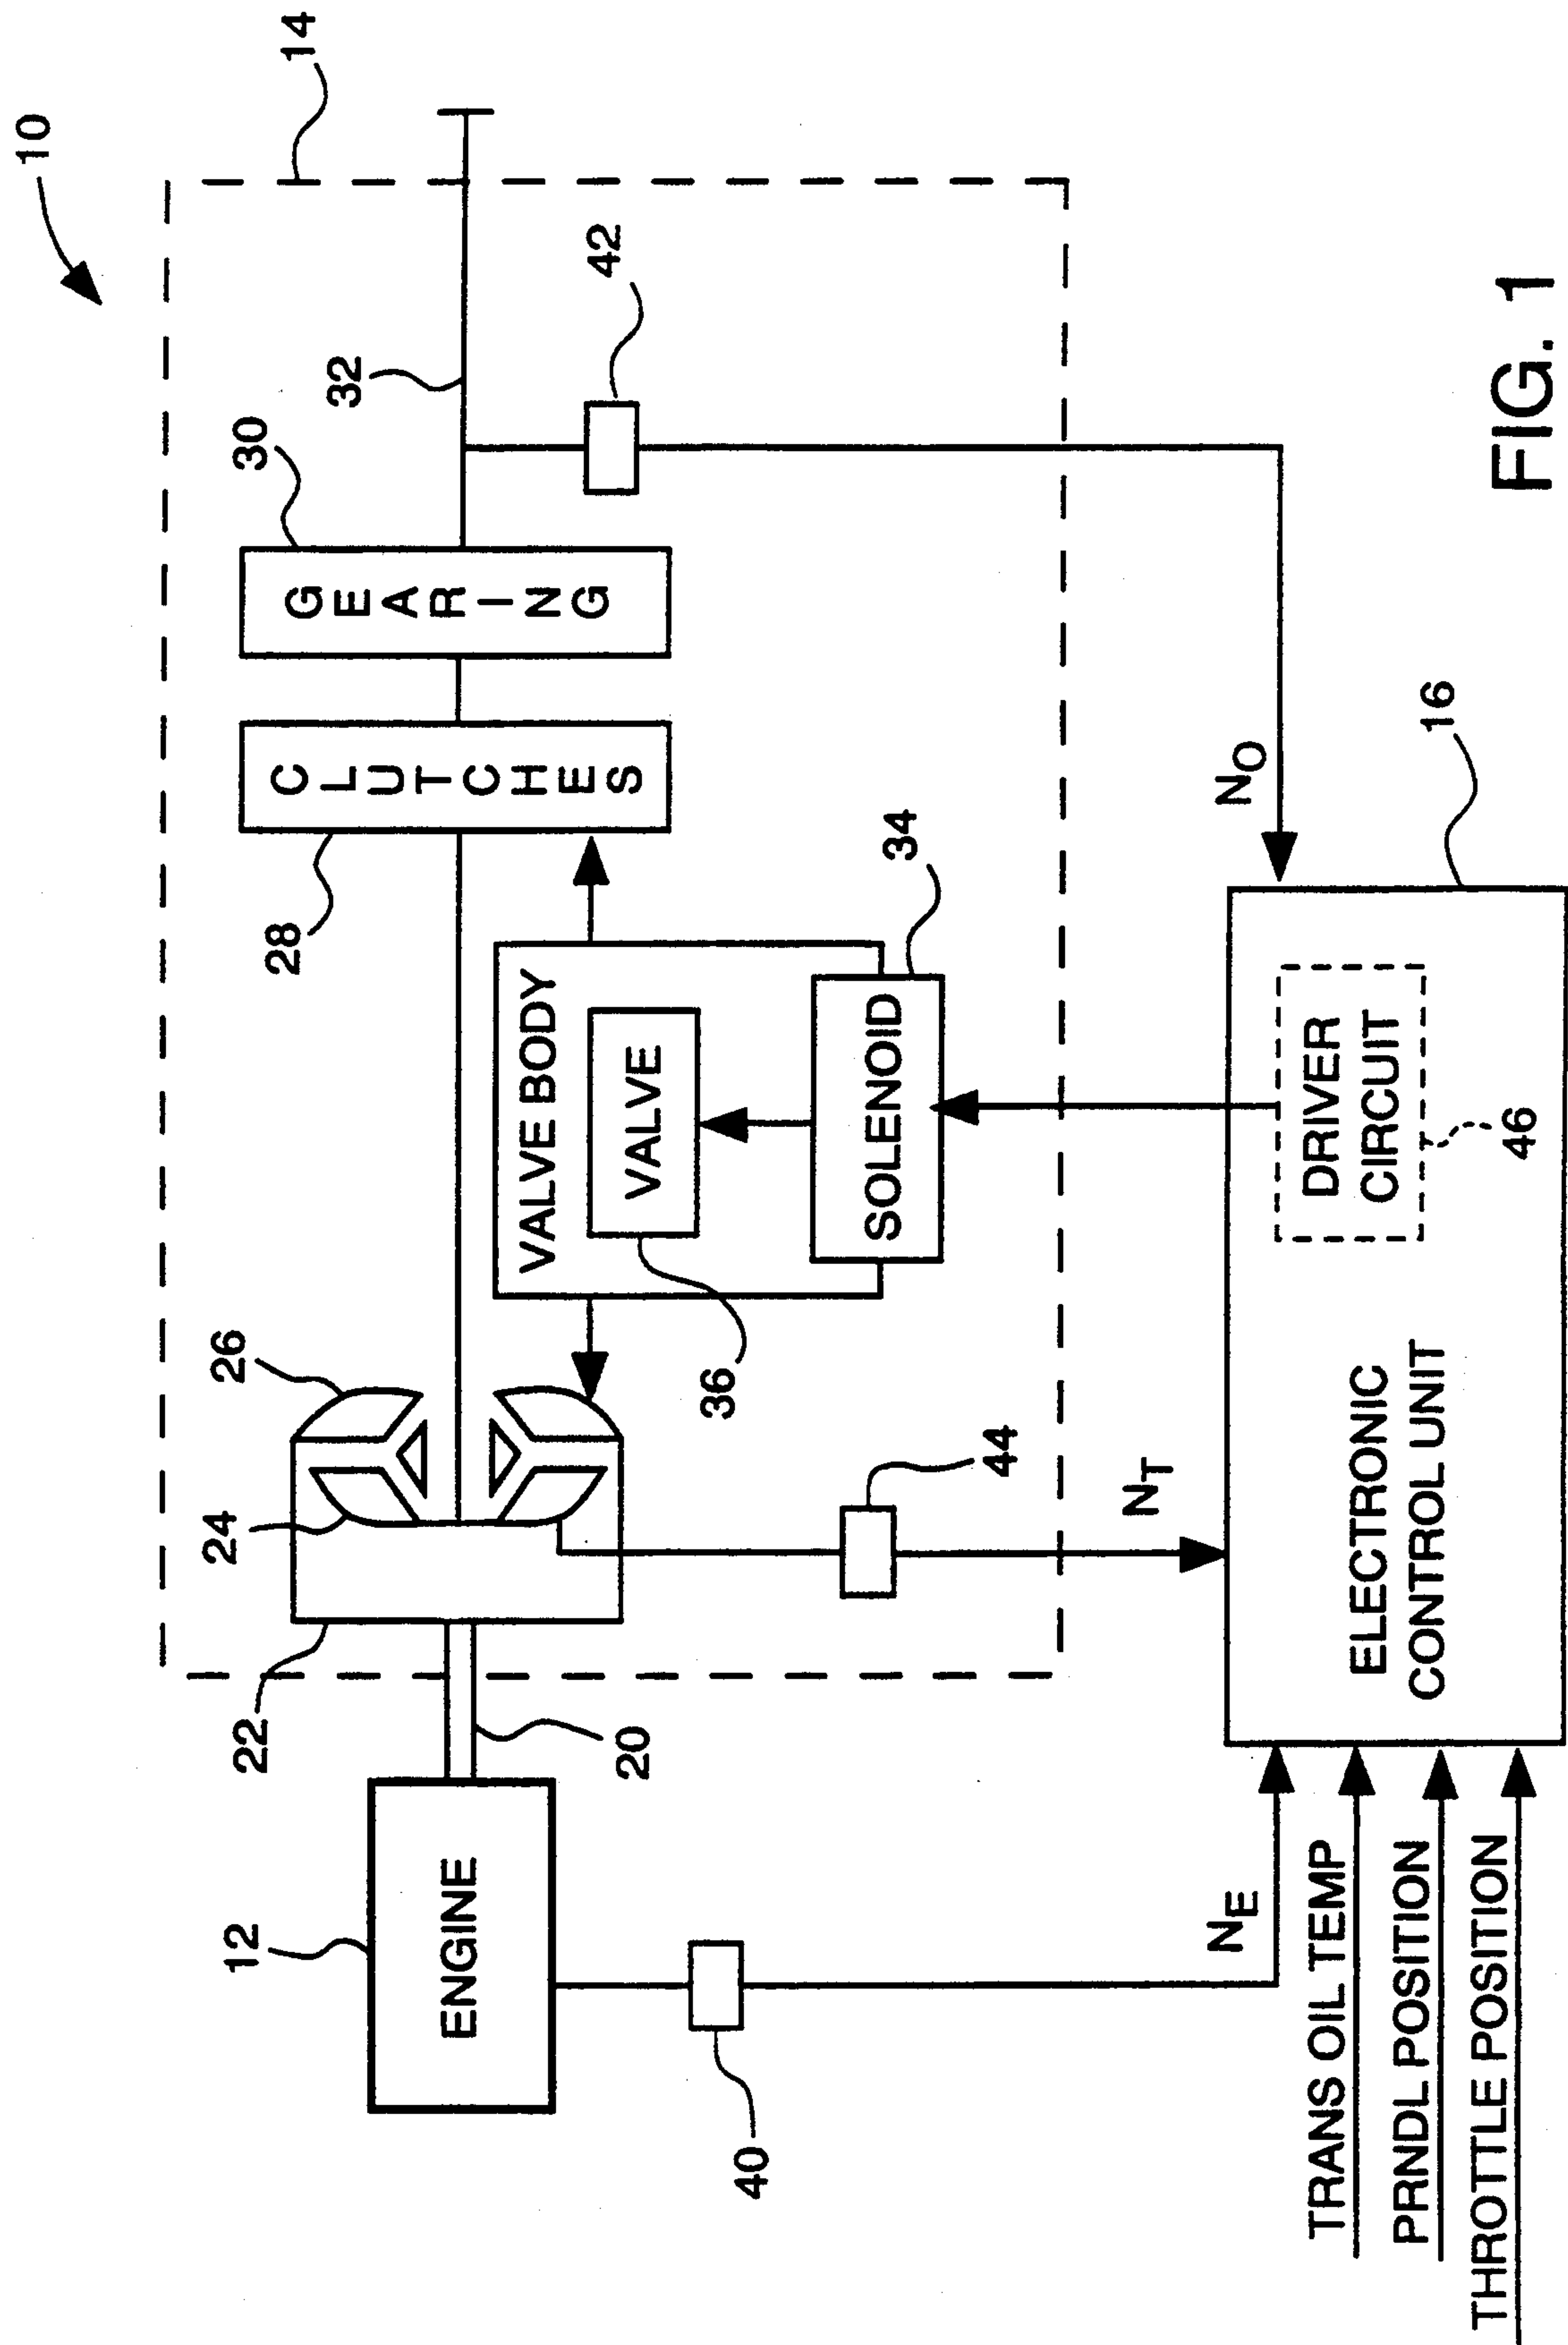 10
14
12
ENGINE
20
22
24
26
28
CLUTCHES
30
GEARING
32
42
VALVE BODY
VALVE
36
SOLENOID
34
40
44
N_E
N_T
N_O
16
TRANS OIL TEMP
PRNDL POSITION
THROTTLE POSITION
ELECTRONIC
CONTROL UNIT
DRIVER
CIRCUIT
46
FIG. 1